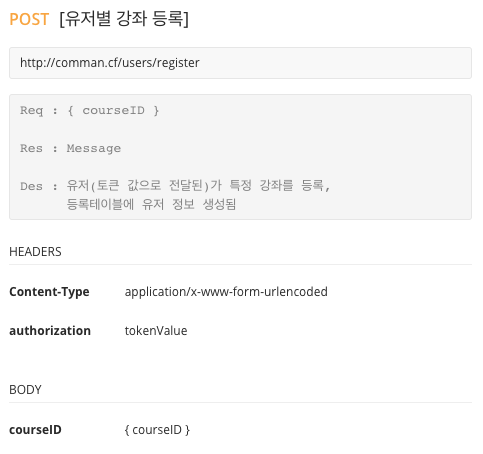 POST [유저별 강좌 등록]
http://comman.cf/users/register
Req : { courseID }
Res : Message
Des : 유저(토큰 값으로 전달된)가 특정 강좌를 등록,
등록테이블에 유저 정보 생성됨
HEADERS
Content-Type application/x-www-form-urlencoded
authorization tokenValue
BODY
courseID { courseID }